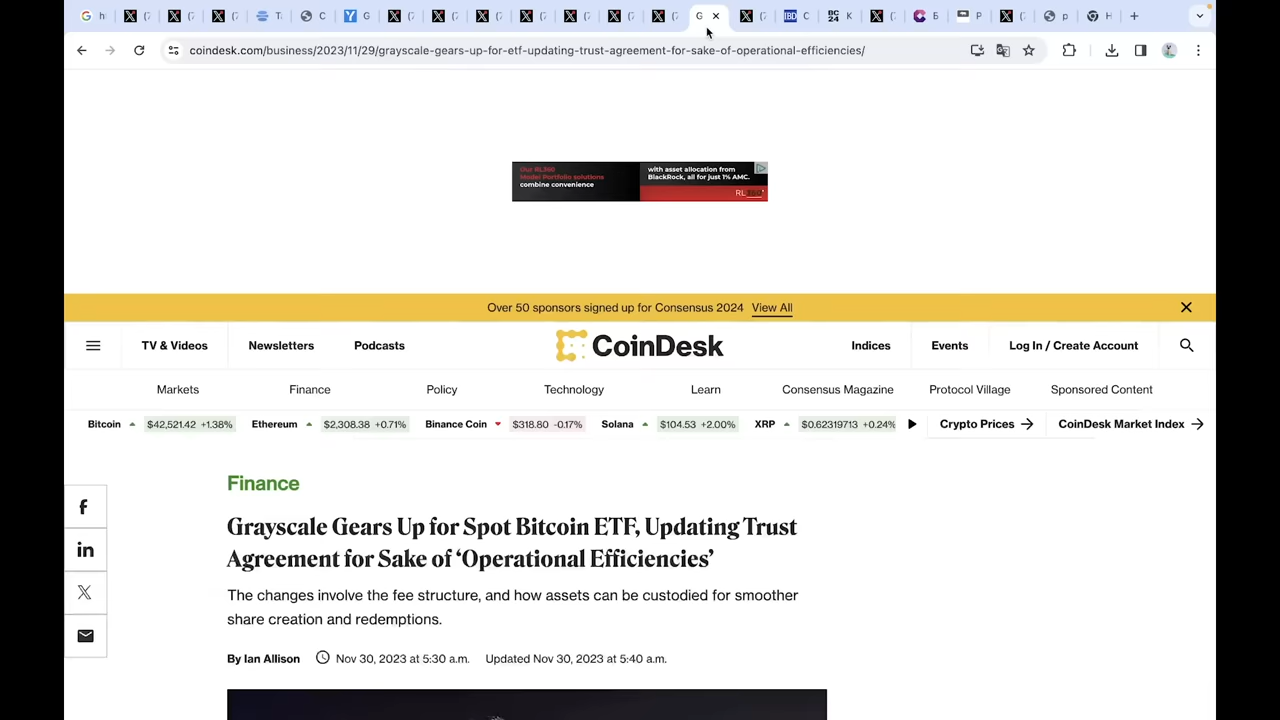 coindesk.com/business/2023/11/29/grayscale-gears-up-for-etf-updating-trust-agreement-for-sake-of-operational-efficiencies/
Our RL360 with asset allocation from
Model Portfolio solutions BlackRock, all for just 1% AMC.
combine convenience
RL360°
Over 50 sponsors signed up for Consensus 2024 View All
TV & Videos Newsletters Podcasts CoinDesk Indices Events Log In / Create Account
Markets Finance Policy Technology Learn Consensus Magazine Protocol Village Sponsored Content
Bitcoin $42,521.42 +1.38% Ethereum $2,308.38 +0.71% Binance Coin $318.80 -0.17% Solana $104.53 +2.00% XRP $0.62319713 +0.24% Crypto Prices CoinDesk Market Index
Finance
Grayscale Gears Up for Spot Bitcoin ETF, Updating Trust
Agreement for Sake of ‘Operational Efficiencies’
The changes involve the fee structure, and how assets can be custodied for smoother
share creation and redemptions.
By Ian Allison Nov 30, 2023 at 5:30 a.m. Updated Nov 30, 2023 at 5:40 a.m.